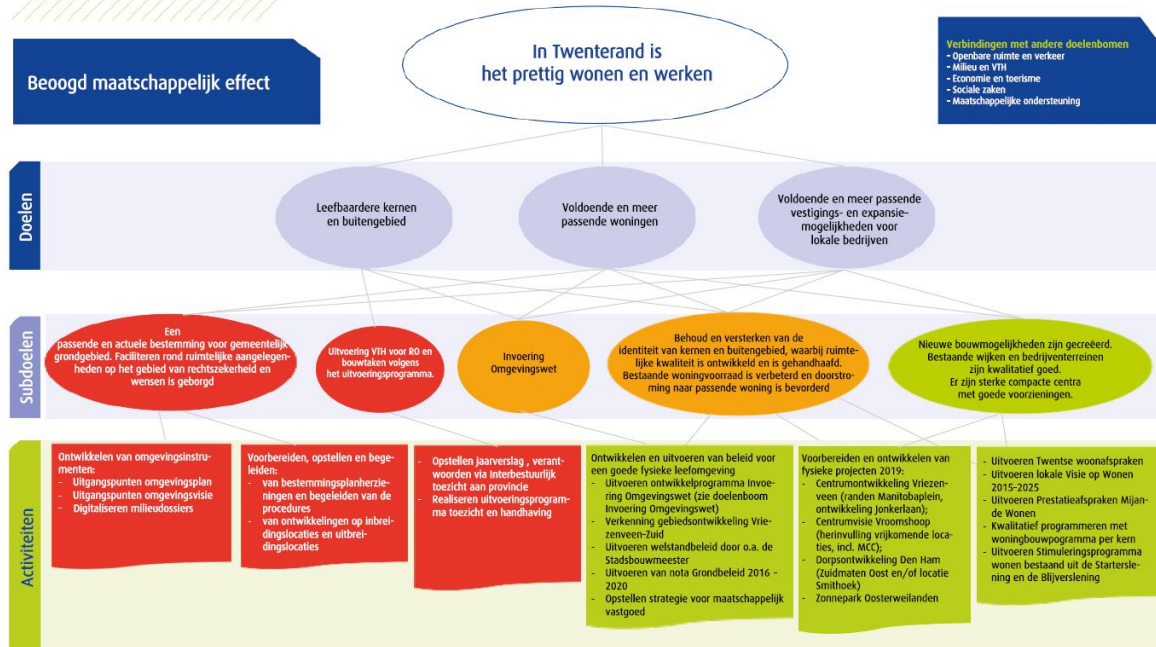 In Twenterand is
het prettig wonen en werken
Beoogd maatschappelijk effect
Verbindingen met andere doelenbomen
- Openbare ruimte en verkeer
- Milieu en VTH
- Economie en toerisme
- Sociale zaken
- Maatschappelijke ondersteuning
Doelen
Leefbaardere kernen
en buitengebied
Voldoende en meer
passende woningen
Voldoende en meer passende
vestigings- en expansie-
mogelijkheden voor
lokale bedrijven
Subdoelen
Een
passende en actuele bestemming voor gemeentelijk
grondgebied. Faciliteren rond ruimtelijke aangelegen-
heden op het gebied van rechtszekerheid en
wensen is geborgd
Uitvoering VTH voor RO en
bouwtaken volgens
het uitvoeringsprogramma.
Invoering
Omgevingswet
Behoud en versterken van de
identiteit van kernen en buitengebied, waarbij ruimte-
lijke kwaliteit is ontwikkeld en is gehandhaafd.
Bestaande woningvoorraad is verbeterd en doorstro-
ming naar passende woning is bevorderd
Nieuwe bouwmogelijkheden zijn gecreëerd.
Bestaande wijken en bedrijventerreinen
zijn kwalitatief goed.
Er zijn sterke compacte centra
met goede voorzieningen.
Activiteiten
Ontwikkelen van omgevingsinstru-
menten:
- Uitgangspunten omgevingsplan
- Uitgangspunten omgevingsvisie
- Digitaliseren milieudossiers
Voorbereiden, opstellen en bege-
leiden:
- van bestemmingsplanherzie-
ningen en begeleiden van de
procedures
- van ontwikkelingen op inbrei-
dingslocaties en uitbrei-
dingslocaties
- Opstellen jaarverslag , verant-
woorden via Interbestuurlijk
toezicht aan provincie
- Realiseren uitvoeringsprogram-
ma toezicht en handhaving
Ontwikkelen en uitvoeren van beleid voor
een goede fysieke leefomgeving
- Uitvoeren ontwikkelprogramma Invoe-
ring Omgevingswet (zie doelenboom
Invoering Omgevingswet)
- Verkenning gebiedsontwikkeling Vrie-
zenveen-Zuid
- Uitvoeren welstandbeleid door o.a. de
Stadsbouwmeester
- Uitvoeren van nota Grondbeleid 2016 -
2020
- Opstellen strategie voor maatschappelijk
vastgoed
Voorbereiden en ontwikkelen van
fysieke projecten 2019:
- Centrumontwikkeling Vriezen-
veen (randen Manitobaplein,
ontwikkeling Jonkerlaan);
- Centrumvisie Vroomshoop
(herinvulling vrijkomende loca-
ties, incl. MCC);
- Dorpsontwikkeling Den Ham
(Zuidmaten Oost en/of locatie
Smithoek)
- Zonnepark Oosterweilanden
- Uitvoeren Twentse woonafspraken
- Uitvoeren lokale Visie op Wonen
2015-2025
- Uitvoeren Prestatieafspraken Mijan-
de Wonen
- Kwalitatief programmeren met
woningbouwpogramma per kern
- Uitvoeren Stimuleringsprogramma
wonen bestaand uit de Starters-
lening en de Blijverslening